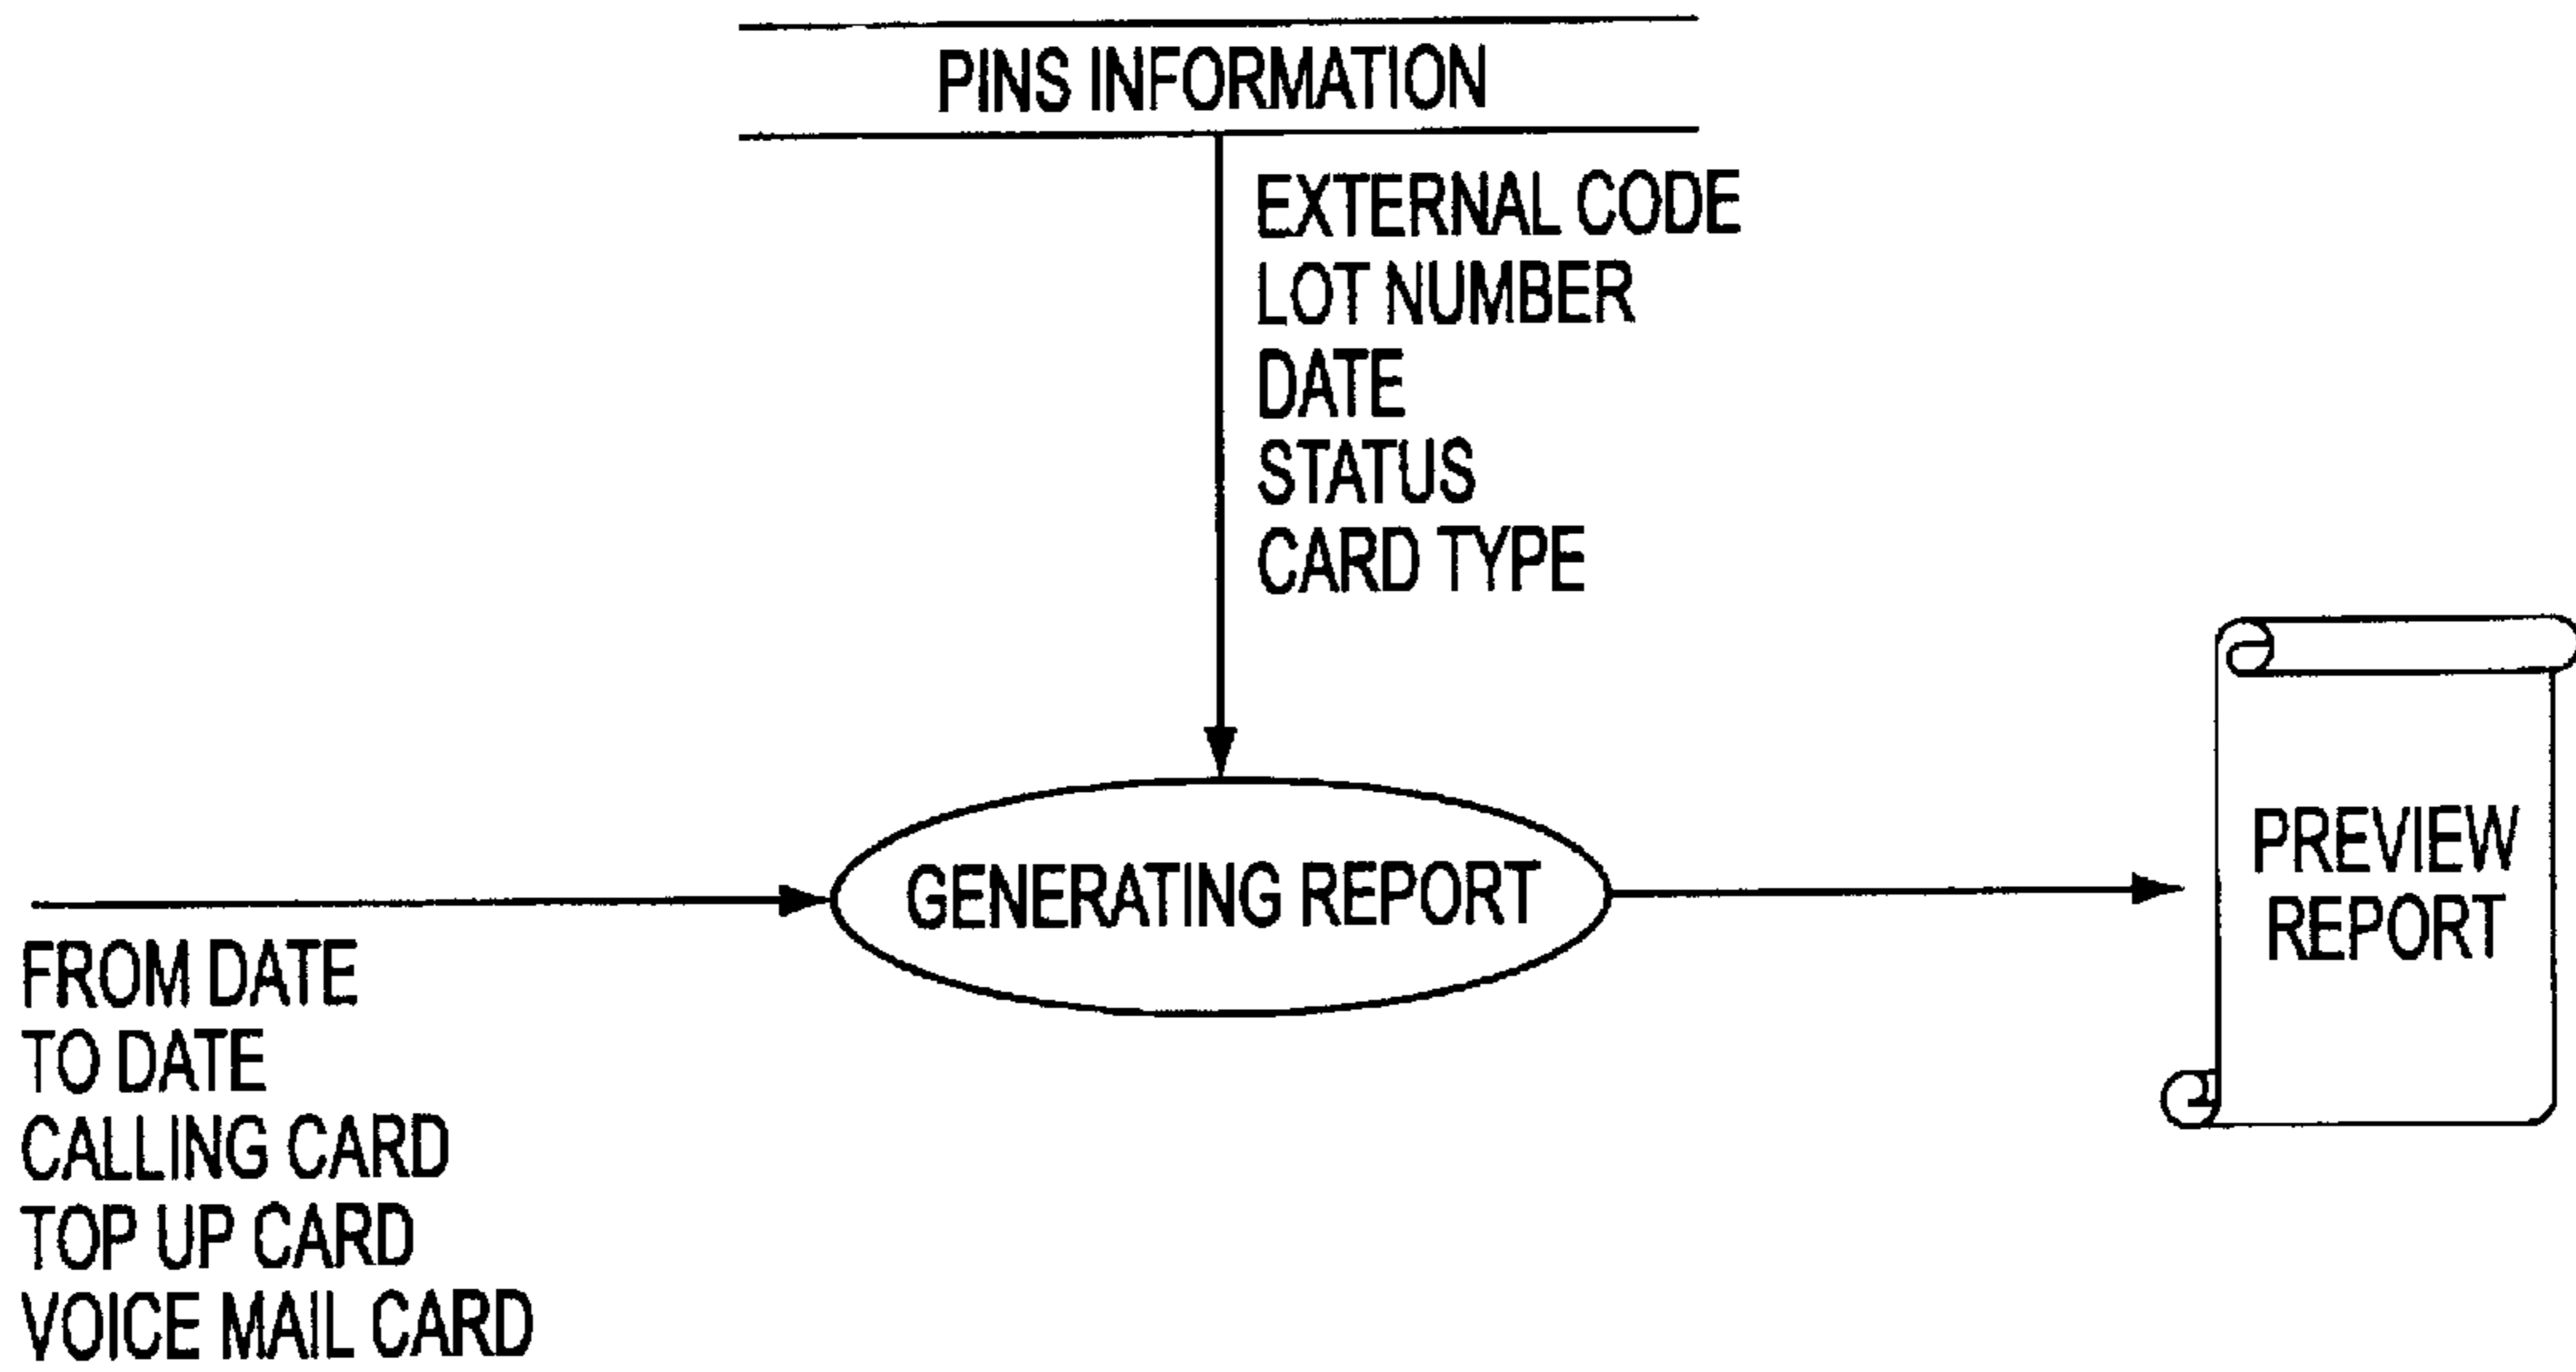 PINS INFORMATION
EXTERNAL CODE
LOT NUMBER
DATE
STATUS
CARD TYPE
GENERATING REPORT
PREVIEW
REPORT
FROM DATE
TO DATE
CALLING CARD
TOP UP CARD
VOICE MAIL CARD